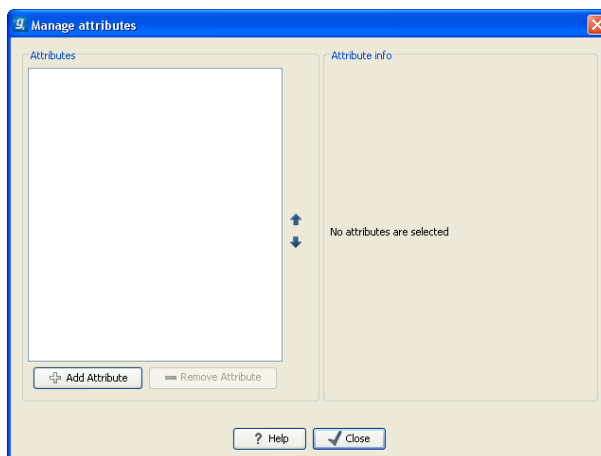 g, Manage attributes
Attributes
Attribute info
No attributes are selected
Add Attribute
Remove Attribute
? Help
Close